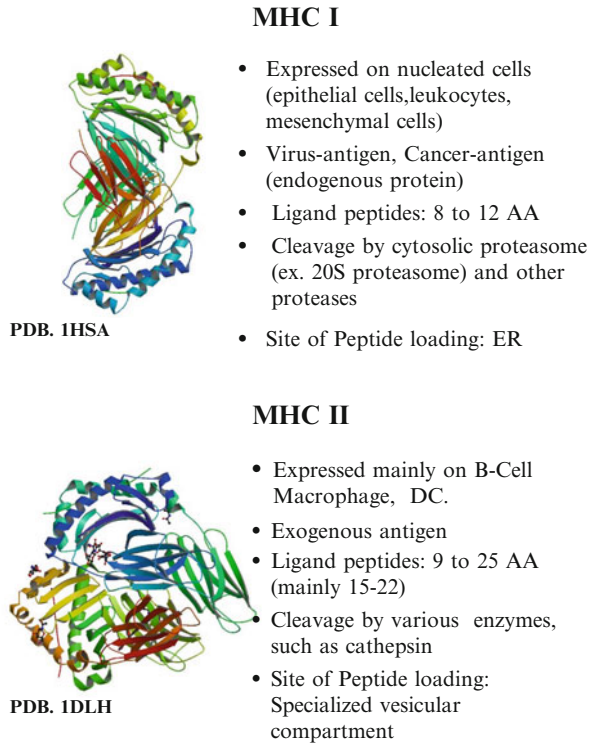 MHC I
• Expressed on nucleated cells
(epithelial cells,leukocytes,
mesenchymal cells)
• Virus-antigen, Cancer-antigen
(endogenous protein)
• Ligand peptides: 8 to 12 AA
• Cleavage by cytosolic proteasome
(ex. 20S proteasome) and other
proteases
• Site of Peptide loading: ER
PDB. 1HSA
MHC II
• Expressed mainly on B-Cell
Macrophage, DC.
• Exogenous antigen
• Ligand peptides: 9 to 25 AA
(mainly 15-22)
• Cleavage by various enzymes,
such as cathepsin
• Site of Peptide loading:
Specialized vesicular
compartment
PDB. 1DLH